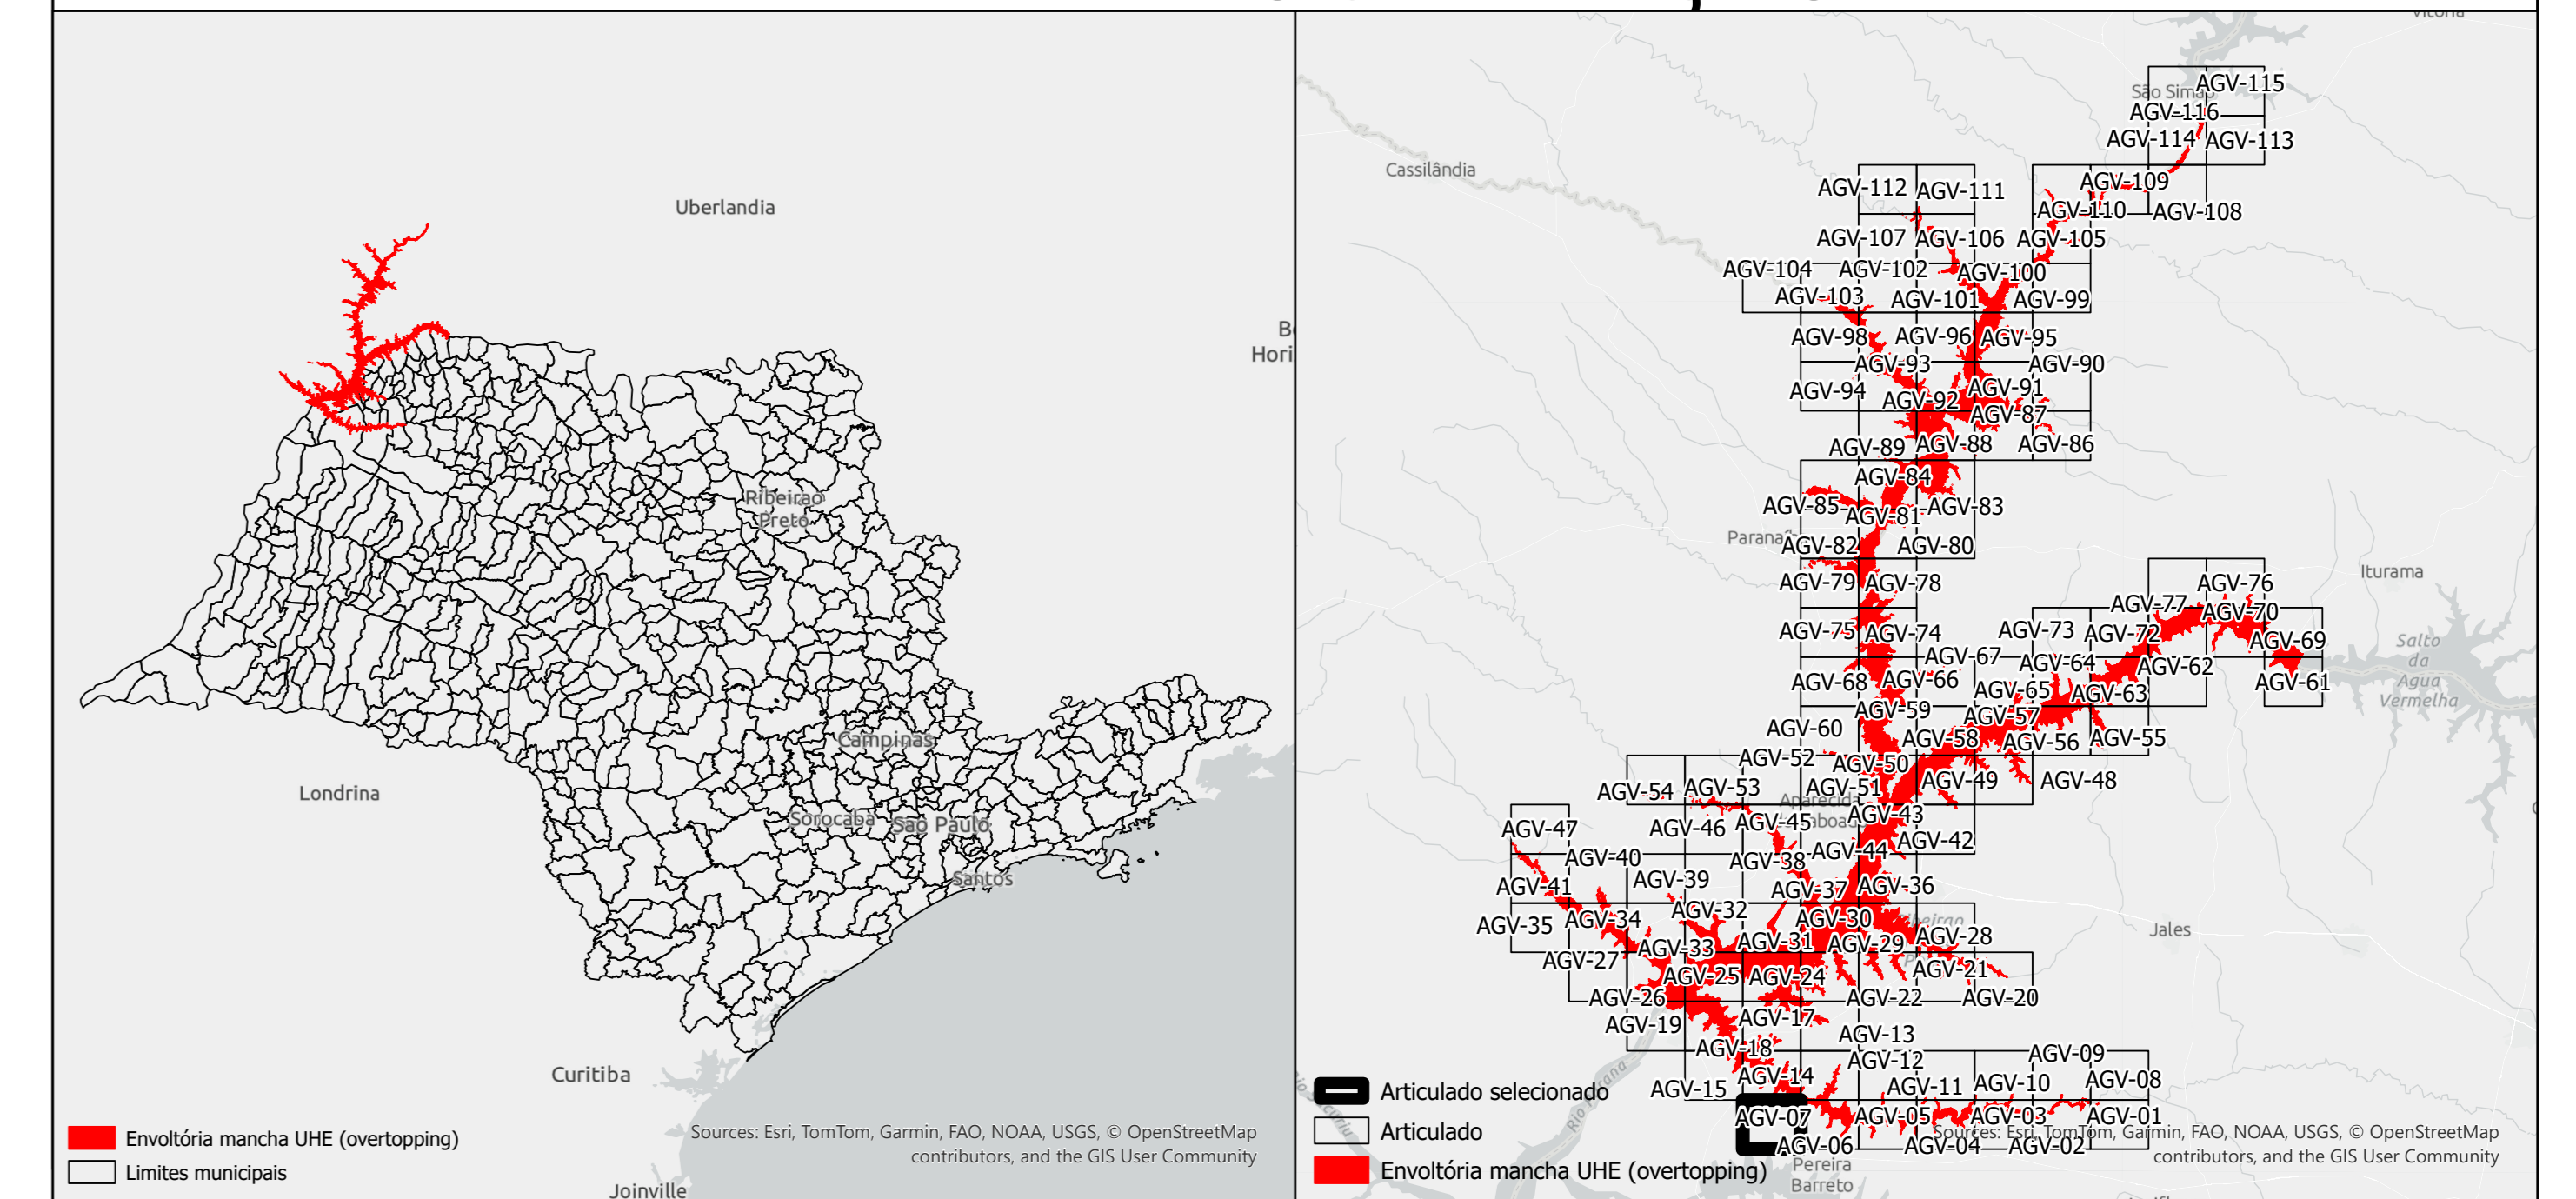 Uberlandia
Ribeirao
Preto
Campinas
Sorocaba
Sao Paulo
Santos
Londrina
Curitiba
Joinville
Envoltória mancha UHE (overtopping)
Limites municipais
Sources: Esri, TomTom, Garmin, FAO, NOAA, USGS, © OpenStreetMap
contributors, and the GIS User Community
AGV-115
AGV-116
AGV-114
AGV-113
Cassilândia
AGV-112
AGV-111
AGV-109
AGV-110
AGV-108
AGV-107
AGV-106
AGV-105
AGV-104
AGV-102
AGV-100
AGV-103
AGV-101
AGV-99
AGV-98
AGV-96
AGV-95
AGV-93
AGV-90
AGV-94
AGV-92
AGV-91
AGV-87
AGV-89
AGV-88
AGV-86
AGV-84
AGV-85
AGV-81
AGV-83
AGV-82
AGV-80
AGV-79
AGV-78
Iturama
AGV-76
AGV-77
AGV-70
AGV-75
AGV-74
AGV-73
AGV-72
AGV-69
AGV-67
AGV-64
AGV-62
AGV-68
AGV-66
AGV-65
AGV-63
AGV-61
Salto
da
Agua
Vermelha
AGV-59
AGV-57
AGV-60
AGV-58
AGV-56
AGV-55
AGV-52
AGV-50
AGV-54
AGV-53
AGV-51
AGV-49
AGV-48
AGV-47
AGV-46
AGV-45
AGV-43
AGV-42
AGV-40
AGV-38
AGV-44
AGV-41
AGV-39
AGV-37
AGV-36
AGV-35
AGV-34
AGV-32
AGV-30
Jales
AGV-27
AGV-33
AGV-31
AGV-29
AGV-28
AGV-25
AGV-24
AGV-21
AGV-26
AGV-22
AGV-20
AGV-19
AGV-17
AGV-13
AGV-18
AGV-12
AGV-09
AGV-15
AGV-14
AGV-11
AGV-10
AGV-08
AGV-07
AGV-05
AGV-03
AGV-01
AGV-06
AGV-04
AGV-02
Pereira
Barreto
Articulado selecionado
Articulado
Envoltória mancha UHE (overtopping)
Sources: Esri, TomTom, Garmin, FAO, NOAA, USGS, © OpenStreetMap
contributors, and the GIS User Community